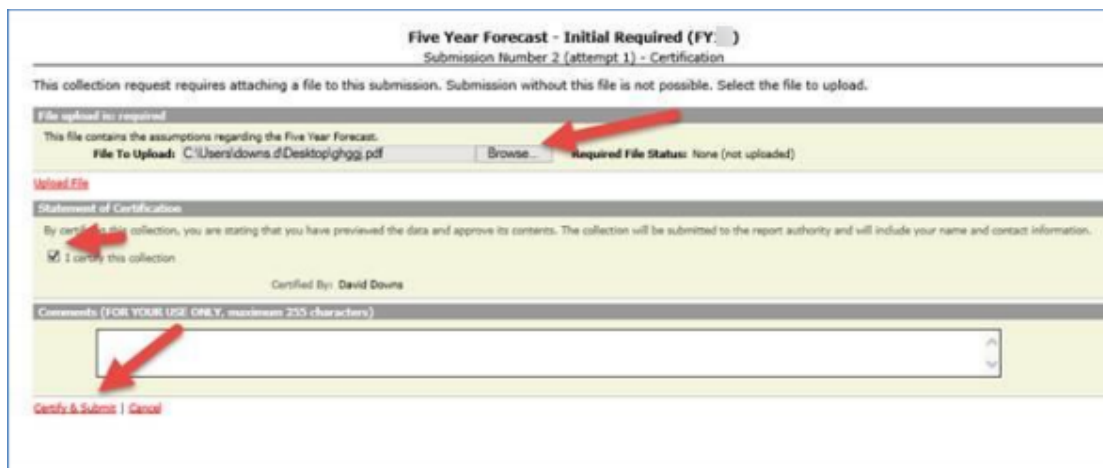 Five Year Forecast - Initial Required (FY )
Submission Number 2 (attempt 1) - Certification
This collection request requires attaching a file to this submission. Submission without this file is not possible. Select the file to upload.
File upload is: required
This file contains the assumptions regarding the Five Year Forecast.
File To Upload: C:\Users\downs.d\Desktop\ghggj.pdf Browse... Required File Status: None (not uploaded)
Upload File
Statement of Certification
By this collection, you are stating that you have previewed the data and approve its contents. The collection will be submitted to the report authority and will include your name and contact information.
I certify this collection
Certified By: David Downs
Comments (FOR YOUR USE ONLY, maximum 255 characters)
Certify & Submit | Cancel